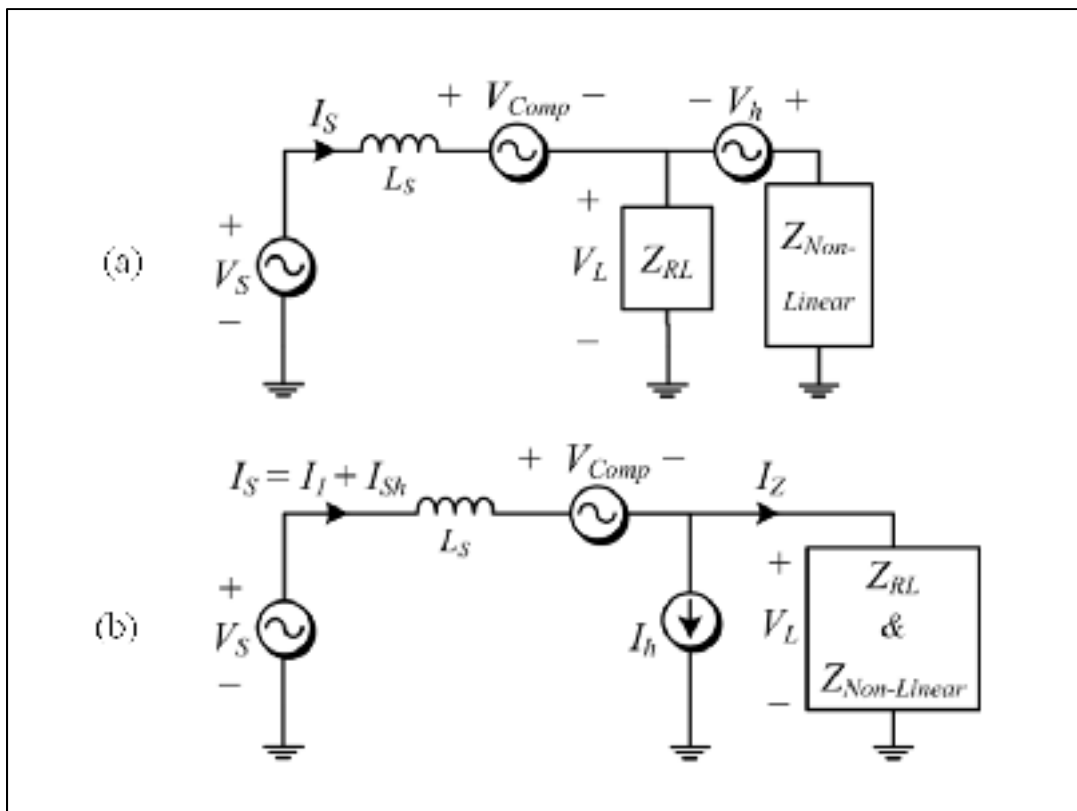 + V_Comp −
− V_h +
I_S
L_S
(a)
+
V_S
−
+
V_L
−
Z_RL
Z_Non-
Linear
I_S = I_1 + I_Sh
+ V_Comp −
I_Z
L_S
(b)
+
V_S
−
I_h
+
V_L
−
Z_RL
&
Z_Non-Linear